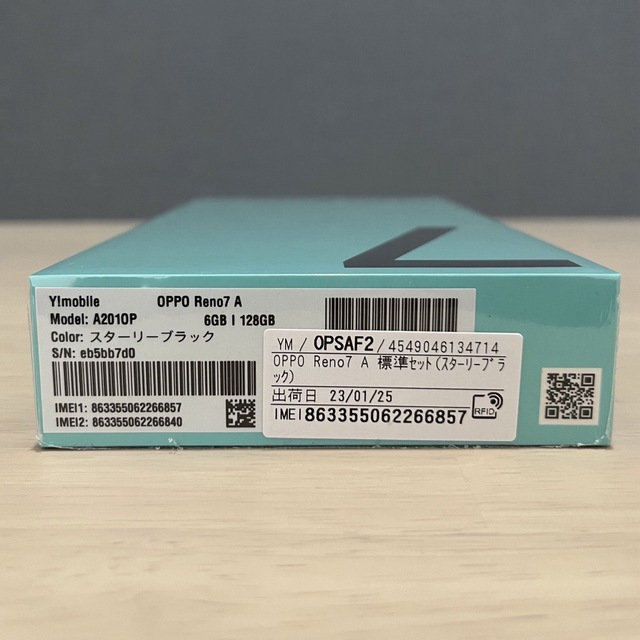 Y!mobile OPPO Reno7 A
Model: A201OP 6GB | 128GB
Color: スターリーブラック
S/N: eb5bb7d0
IMEI1: 863355062266857
IMEI2: 863355062266840
YM / OPSAF2 / 4549046134714
OPPO Reno7 A 標準セット(スターリーブラ
ック)
出荷日 23/01/25
IMEI 863355062266857
RFID